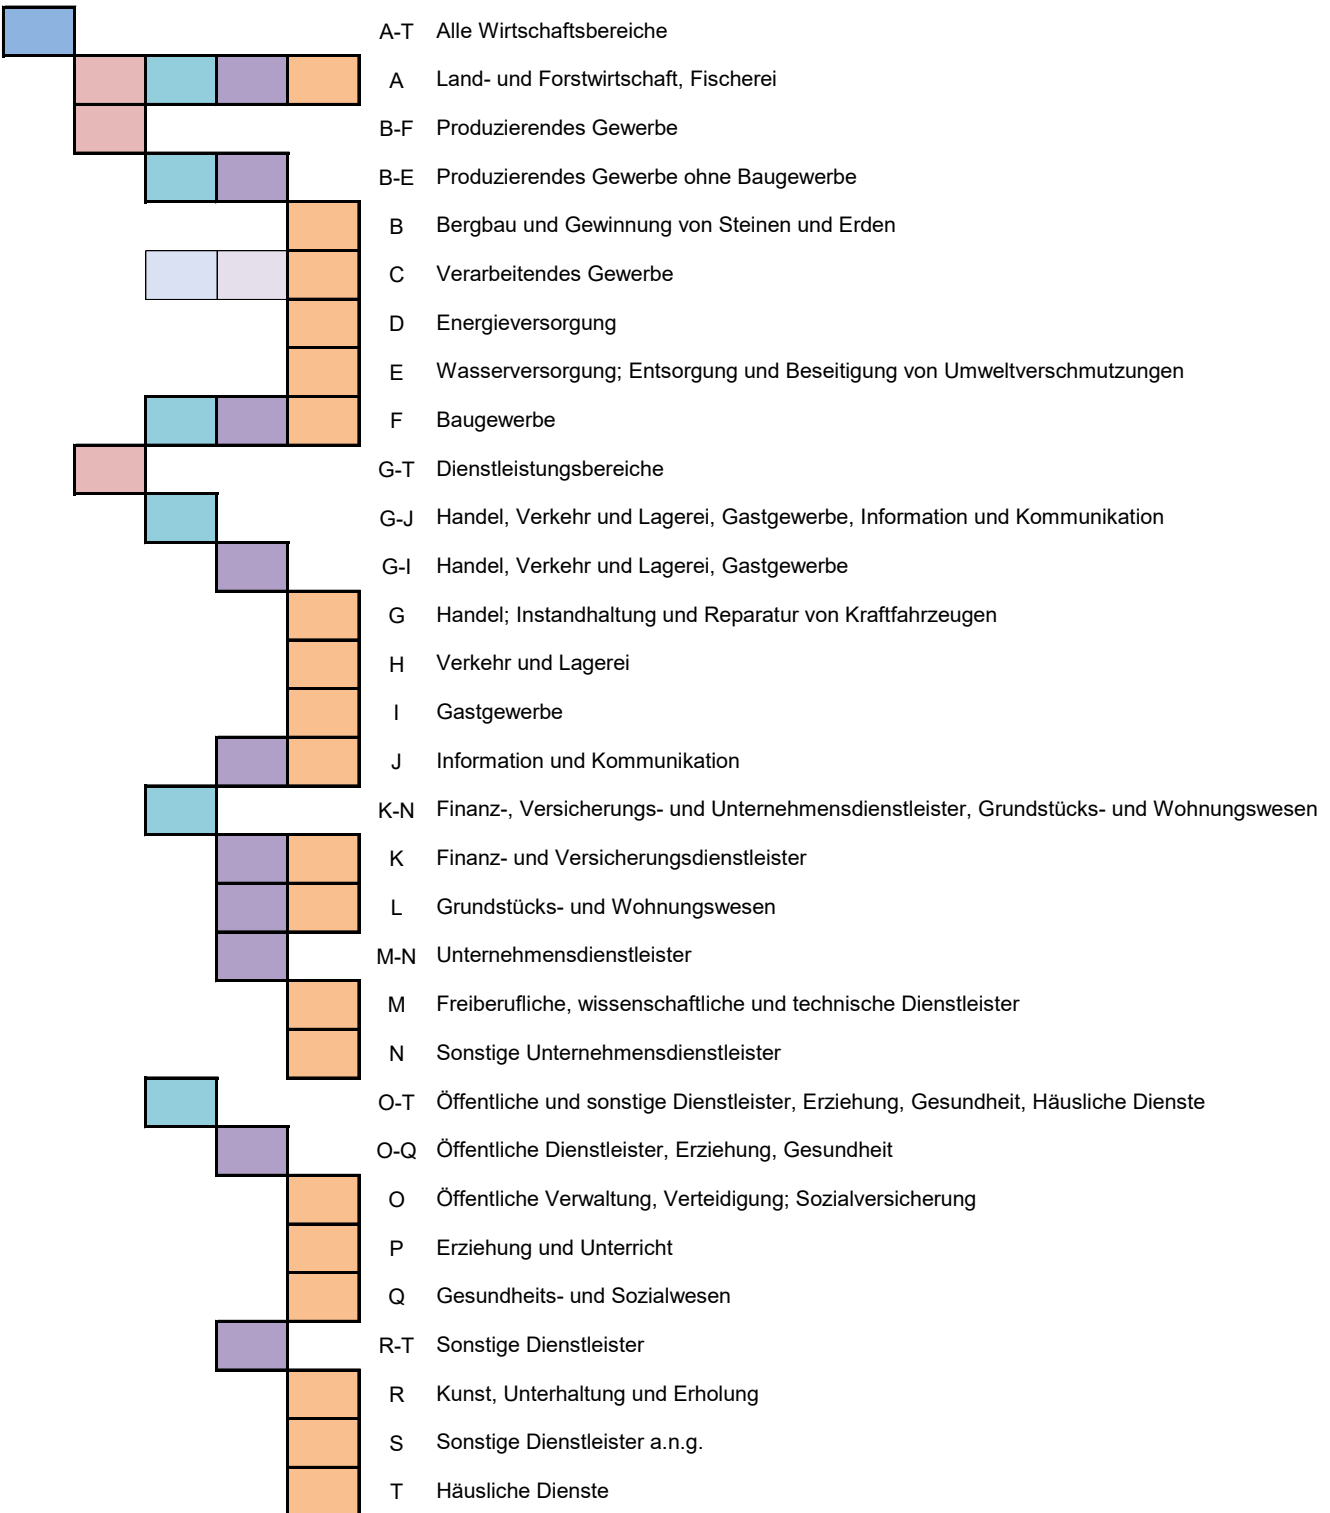 A-T Alle Wirtschaftsbereiche
A Land- und Forstwirtschaft, Fischerei
B-F Produzierendes Gewerbe
B-E Produzierendes Gewerbe ohne Baugewerbe
B Bergbau und Gewinnung von Steinen und Erden
C Verarbeitendes Gewerbe
D Energieversorgung
E Wasserversorgung; Entsorgung und Beseitigung von Umweltverschmutzungen
F Baugewerbe
G-T Dienstleistungsbereiche
G-J Handel, Verkehr und Lagerei, Gastgewerbe, Information und Kommunikation
G-I Handel, Verkehr und Lagerei, Gastgewerbe
G Handel; Instandhaltung und Reparatur von Kraftfahrzeugen
H Verkehr und Lagerei
I Gastgewerbe
J Information und Kommunikation
K-N Finanz-, Versicherungs- und Unternehmensdienstleister, Grundstücks- und Wohnungswesen
K Finanz- und Versicherungsdienstleister
L Grundstücks- und Wohnungswesen
M-N Unternehmensdienstleister
M Freiberufliche, wissenschaftliche und technische Dienstleister
N Sonstige Unternehmensdienstleister
O-T Öffentliche und sonstige Dienstleister, Erziehung, Gesundheit, Häusliche Dienste
O-Q Öffentliche Dienstleister, Erziehung, Gesundheit
O Öffentliche Verwaltung, Verteidigung; Sozialversicherung
P Erziehung und Unterricht
Q Gesundheits- und Sozialwesen
R-T Sonstige Dienstleister
R Kunst, Unterhaltung und Erholung
S Sonstige Dienstleister a.n.g.
T Häusliche Dienste